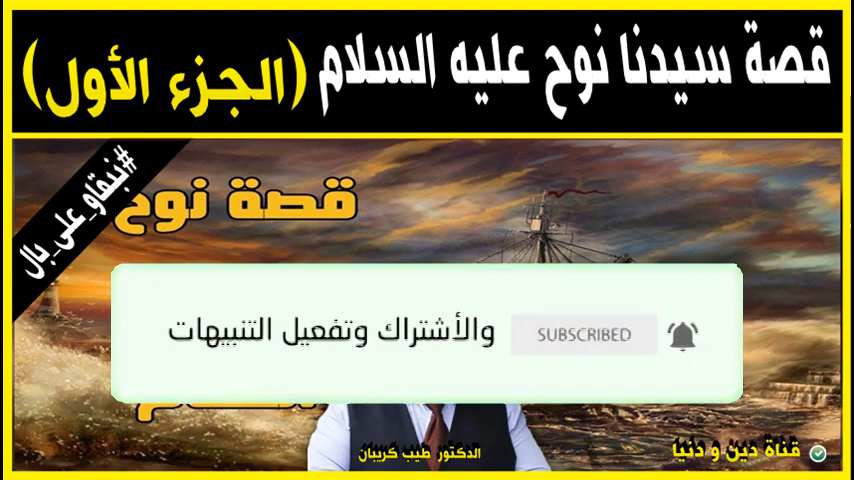 قصة سيدنا نوح عليه السلام (الجزء الأول)
#نبقاو_على_بال
قصة نوح
والأشتراك وتفعيل التنبيهات SUBSCRIBED
الدكتور طيب كريبان
قناة دين و دنيا